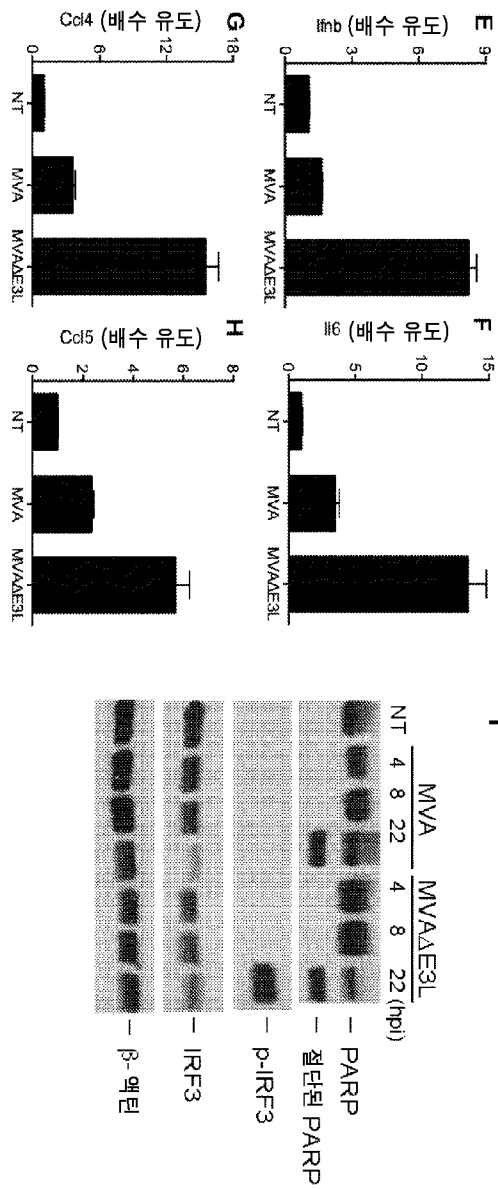 E
Ifnb (배수 유도)
9
6
3
0
NT
MVA
MVAΔE3L
F
Il6 (배수 유도)
15
10
5
0
NT
MVA
MVAΔE3L
G
Ccl4 (배수 유도)
18
12
6
0
NT
MVA
MVAΔE3L
H
Ccl5 (배수 유도)
8
6
4
2
0
NT
MVA
MVAΔE3L
I
MVA MVAΔE3L
NT 4 8 22 4 8 22 (hpi)
– PARP
– 절단된 PARP
– p-IRF3
– IRF3
– β-액틴